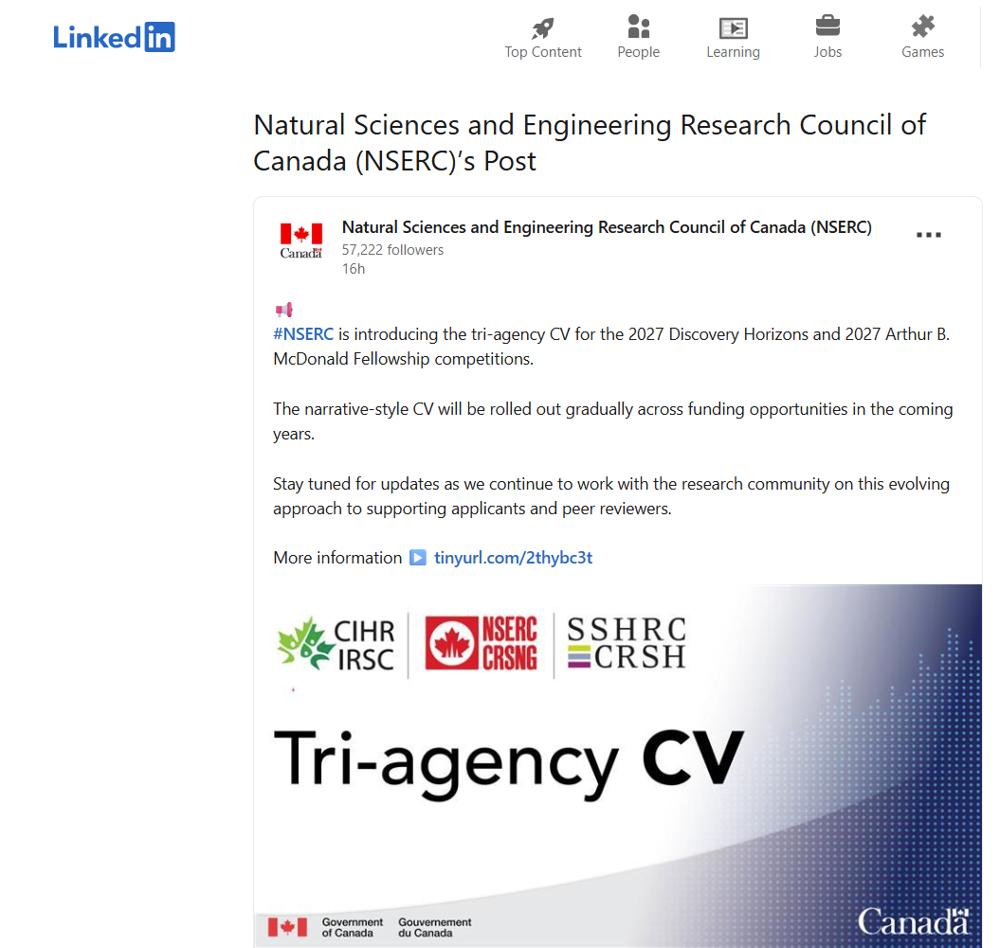 LinkedIn
Top Content
People
Learning
Jobs
Games
Natural Sciences and Engineering Research Council of
Canada (NSERC)’s Post
Natural Sciences and Engineering Research Council of Canada (NSERC)
57,222 followers
16h
Canada
#NSERC is introducing the tri-agency CV for the 2027 Discovery Horizons and 2027 Arthur B.
McDonald Fellowship competitions.
The narrative-style CV will be rolled out gradually across funding opportunities in the coming
years.
Stay tuned for updates as we continue to work with the research community on this evolving
approach to supporting applicants and peer reviewers.
More information ▶️ tinyurl.com/2thybc3t
CIHR
IRSC
NSERC
CRSNG
SSHRC
CRSH
Tri-agency CV
Government
of Canada
Gouvernement
du Canada
Canada